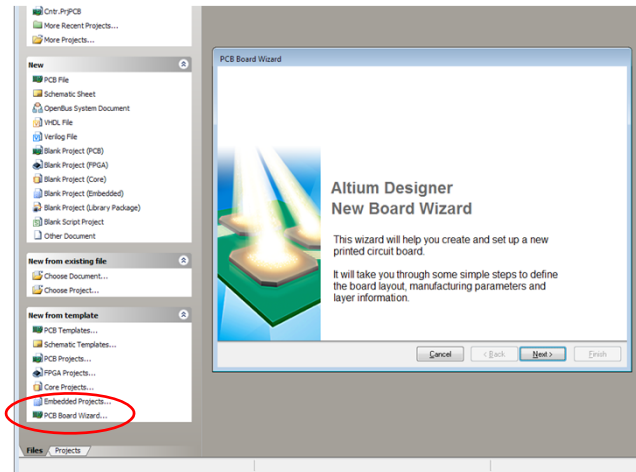 Cntr.PrjPCB
More Recent Projects...
More Projects...
New
PCB File
Schematic Sheet
OpenBus System Document
VHDL File
Verilog File
Blank Project (PCB)
Blank Project (FPGA)
Blank Project (Core)
Blank Project (Embedded)
Blank Project (Library Package)
Blank Script Project
Other Document
New from existing file
Choose Document...
Choose Project...
New from template
PCB Templates...
Schematic Templates...
PCB Projects...
FPGA Projects...
Core Projects...
Embedded Projects...
PCB Board Wizard...
Files Projects
PCB Board Wizard
Altium Designer
New Board Wizard
This wizard will help you create and set up a new
printed circuit board.
It will take you through some simple steps to define
the board layout, manufacturing parameters and
layer information.
Cancel < Back Next > Finish